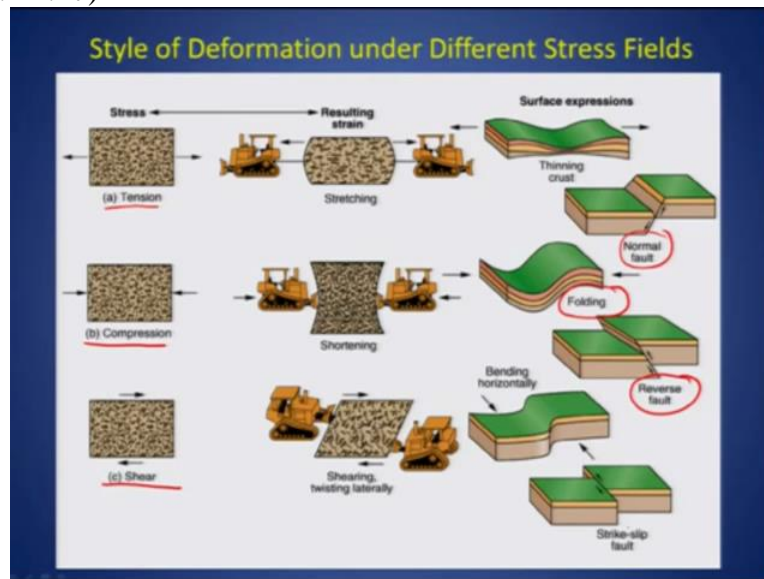 Style of Deformation under Different Stress Fields
Stress
Resulting
strain
Surface expressions
(a) Tension
Stretching
Thinning
crust
Normal
fault
(b) Compression
Shortening
Folding
Reverse
fault
Bending
horizontally
(c) Shear
Shearing,
twisting laterally
Strike-slip
fault